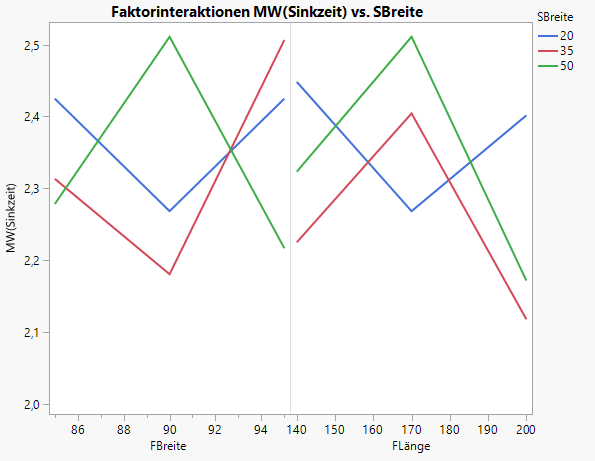 Faktorinteraktionen MW(Sinkzeit) vs. SBreite
SBreite
20
35
50
MW(Sinkzeit)
2,5
2,4
2,3
2,2
2,1
2,0
86 88 90 92 94 140 150 160 170 180 190 200
FBreite FLänge